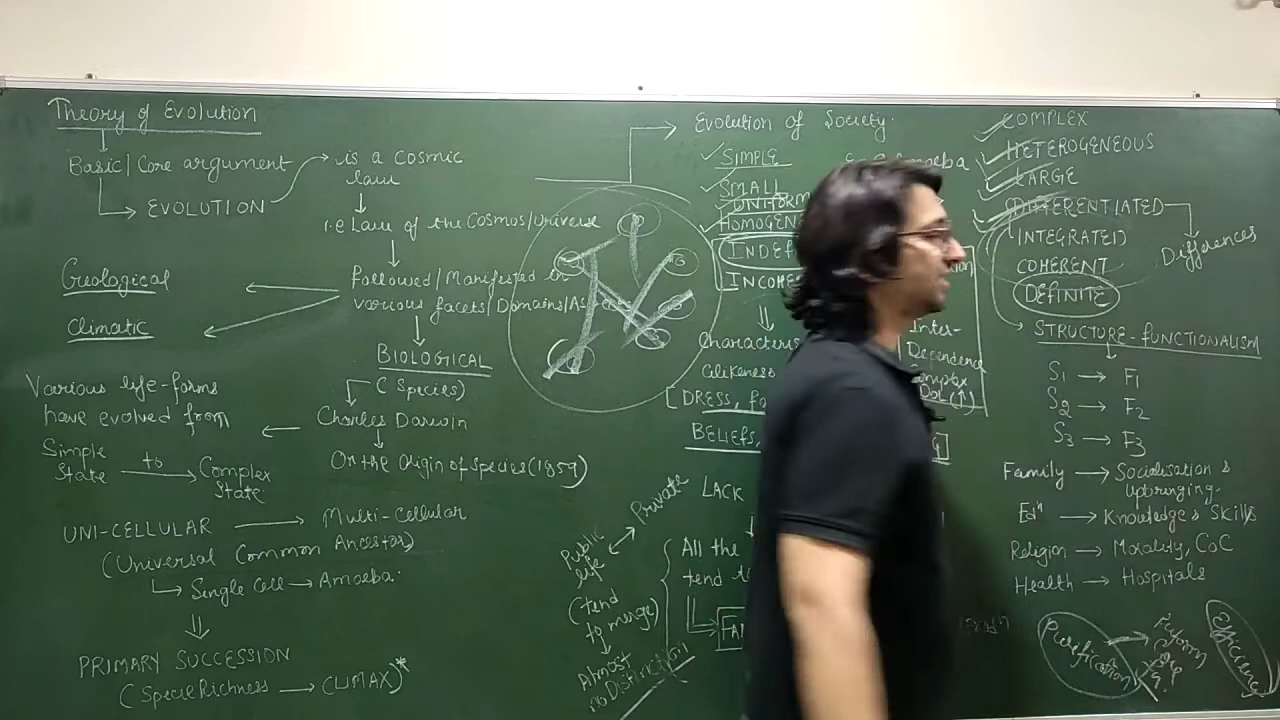 Theory of Evolution
Basic/Core argument
EVOLUTION
is a Cosmic
law
i.e Law of the Cosmos/Universe
followed/Manifested in
various facets/Domains/As
Geological
Climatic
BIOLOGICAL
(Species)
Charles Darwin
On the Origin of Species (1859)
Various life-forms
have evolved from
Simple
State
to
Complex
State
UNI-CELLULAR
Multi-Cellular
(Universal Common Ancestor)
Single Cell → Amoeba
PRIMARY SUCCESSION
(Specie Richness → CLIMAX)*
Evolution of Society
SIMPLE
SMALL
UNIFORM
HOMOGEN
INDEF
INCOHE
Characteris
alikeness
[DRESS, fo
BELIEFS,
LACK
All the
tend t
FA
Private
Public
life
(tend
to merge)
Almost
no Distinction
Amoeba
Inter-
Dependence
Complex
DOL (↑)
COMPLEX
HETEROGENEOUS
LARGE
DIFFERENTIATED
INTEGRATED
COHERENT
DEFINITE
Differences
STRUCTURE-FUNCTIONALISM
S1 → F1
S2 → F2
S3 → F3
Family → Socialisation &
Upbringing
Edn → Knowledge & Skills
Religion → Morality, CoC
Health → Hospitals
Purification
Efficiency